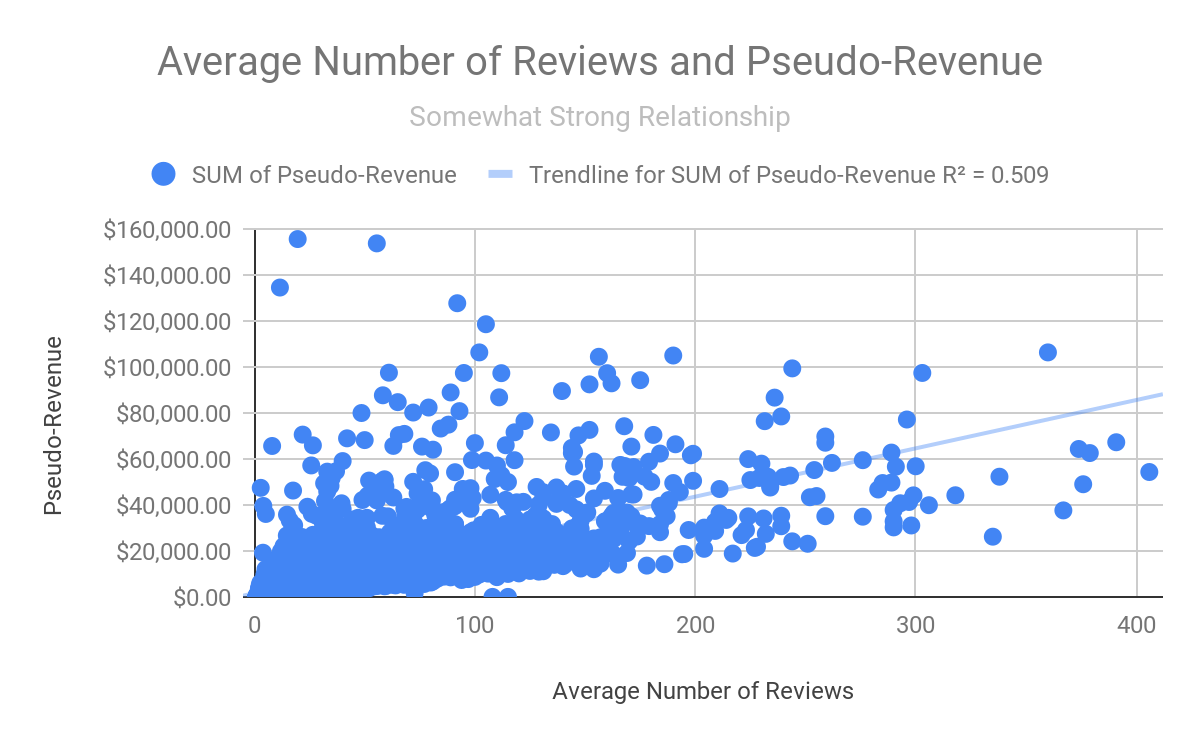 Average Number of Reviews and Pseudo-Revenue
Somewhat Strong Relationship
SUM of Pseudo-Revenue
Trendline for SUM of Pseudo-Revenue R² = 0.509
$160,000.00
$140,000.00
$120,000.00
$100,000.00
$80,000.00
$60,000.00
$40,000.00
$20,000.00
$0.00
Pseudo-Revenue
0
100
200
300
400
Average Number of Reviews